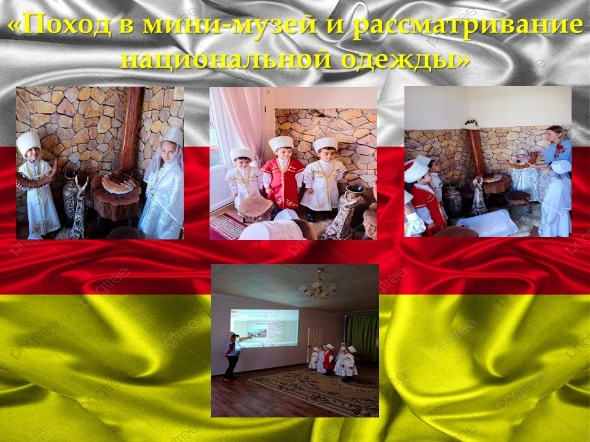 «Поход в мини-музей и рассматривание
национальной одежды»